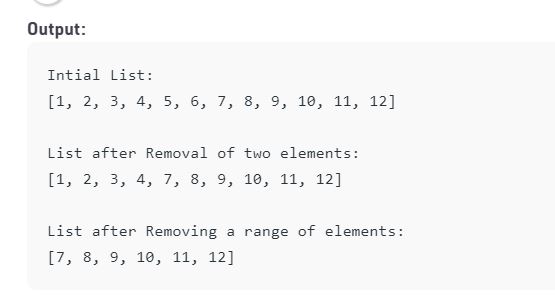 Output:
Intial List:
[1, 2, 3, 4, 5, 6, 7, 8, 9, 10, 11, 12]
List after Removal of two elements:
[1, 2, 3, 4, 7, 8, 9, 10, 11, 12]
List after Removing a range of elements:
[7, 8, 9, 10, 11, 12]